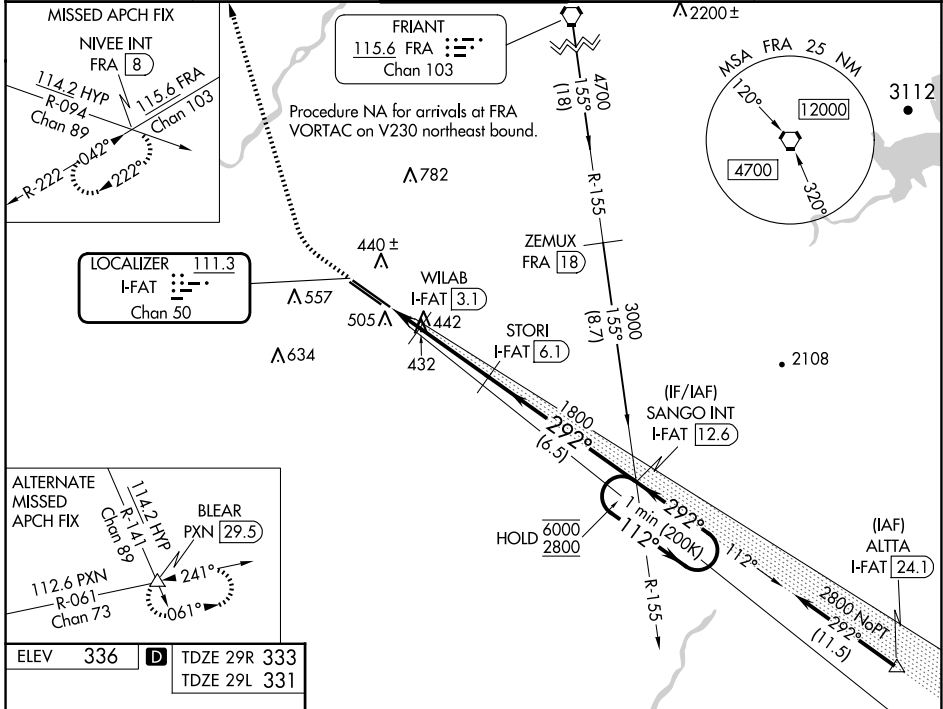 MISSED APCH FIX
NIVEE INT
FRA 8
114.2 HYP
R-094
Chan 89
115.6 FRA
Chan 103
R-222
042°
222°
FRIANT
115.6 FRA
Chan 103
Procedure NA for arrivals at FRA
VORTAC on V230 northeast bound.
4700
155°
(18)
R-155
2200 ±
MSA FRA 25 NM
120°
12000
4700
320°
3112
782
440 ±
LOCALIZER 111.3
I-FAT
Chan 50
557
505
442
432
634
WILAB
I-FAT 3.1
STORI
I-FAT 6.1
ZEMUX
FRA 18
3000
155°
(8.7)
2108
(IF/IAF)
SANGO INT
I-FAT 12.6
1800
292°
(6.5)
292°
1 min (200K)
112°
HOLD 6000
2800
112°
R-155
(IAF)
ALTTA
I-FAT 24.1
2800 NoPT
292°
(11.5)
ALTERNATE
MISSED
APCH FIX
114.2 HYP
R-141
Chan 89
BLEAR
PXN 29.5
112.6 PXN
R-061
Chan 73
241°
061°
ELEV 336 D TDZE 29R 333
TDZE 29L 331